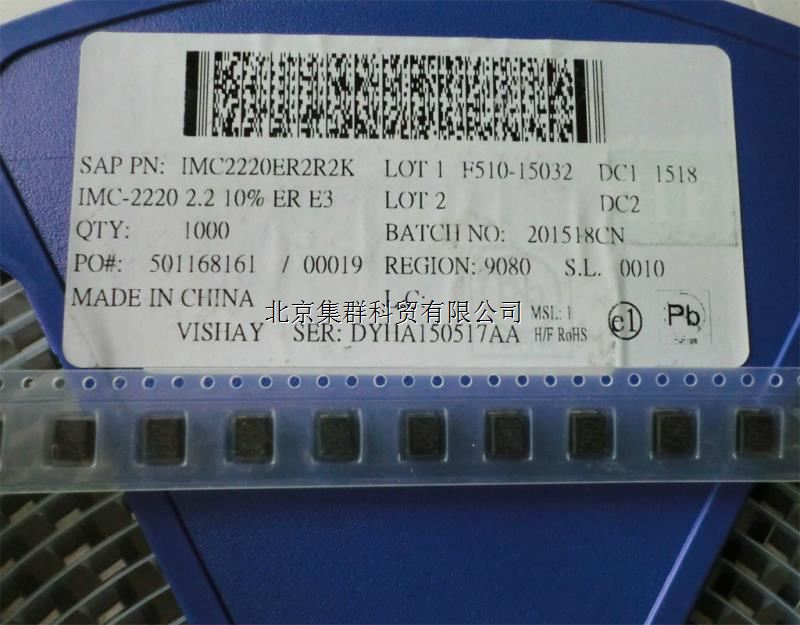 SAP PN: IMC2220ER2R2K LOT 1 F510-15032 DC1 1518
IMC-2220 2.2 10% ER E3 LOT 2 DC2
QTY: 1000 BATCH NO: 201518CN
PO#: 501168161 / 00019 REGION: 9080 S.L. 0010
MADE IN CHINA I.C.
北京集群科贸有限公司
VISHAY SER: DYHA150517AA MSL: 1
H/F RoHS
e1
Pb